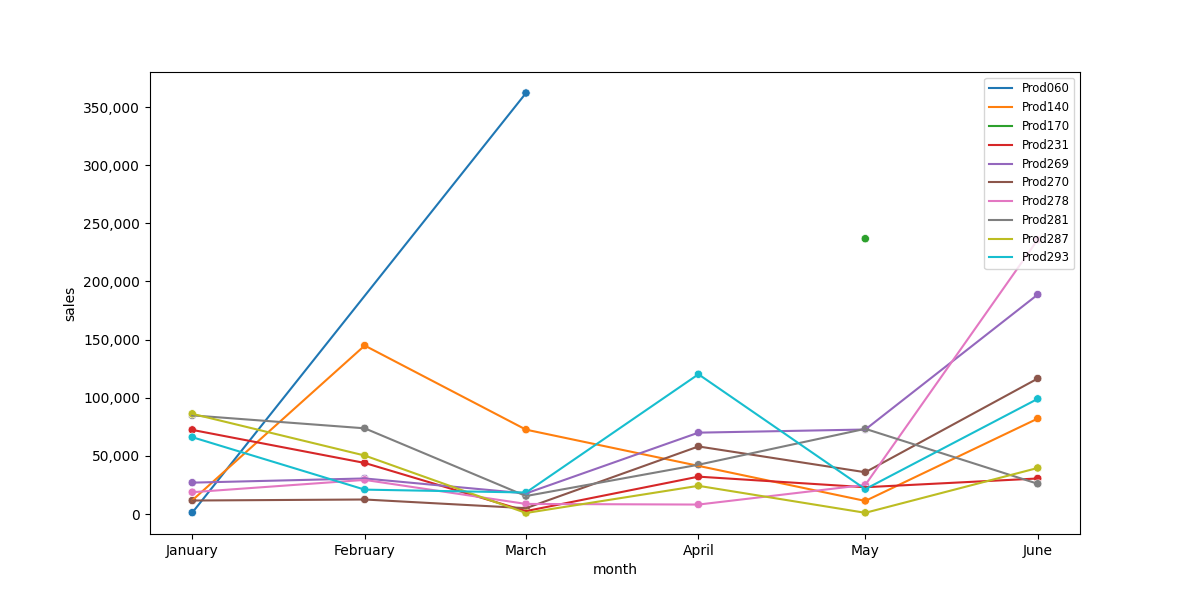 350,000
300,000
250,000
200,000
150,000
100,000
50,000
0
sales
January February March April May June
month
Prod060
Prod140
Prod170
Prod231
Prod269
Prod270
Prod278
Prod281
Prod287
Prod293